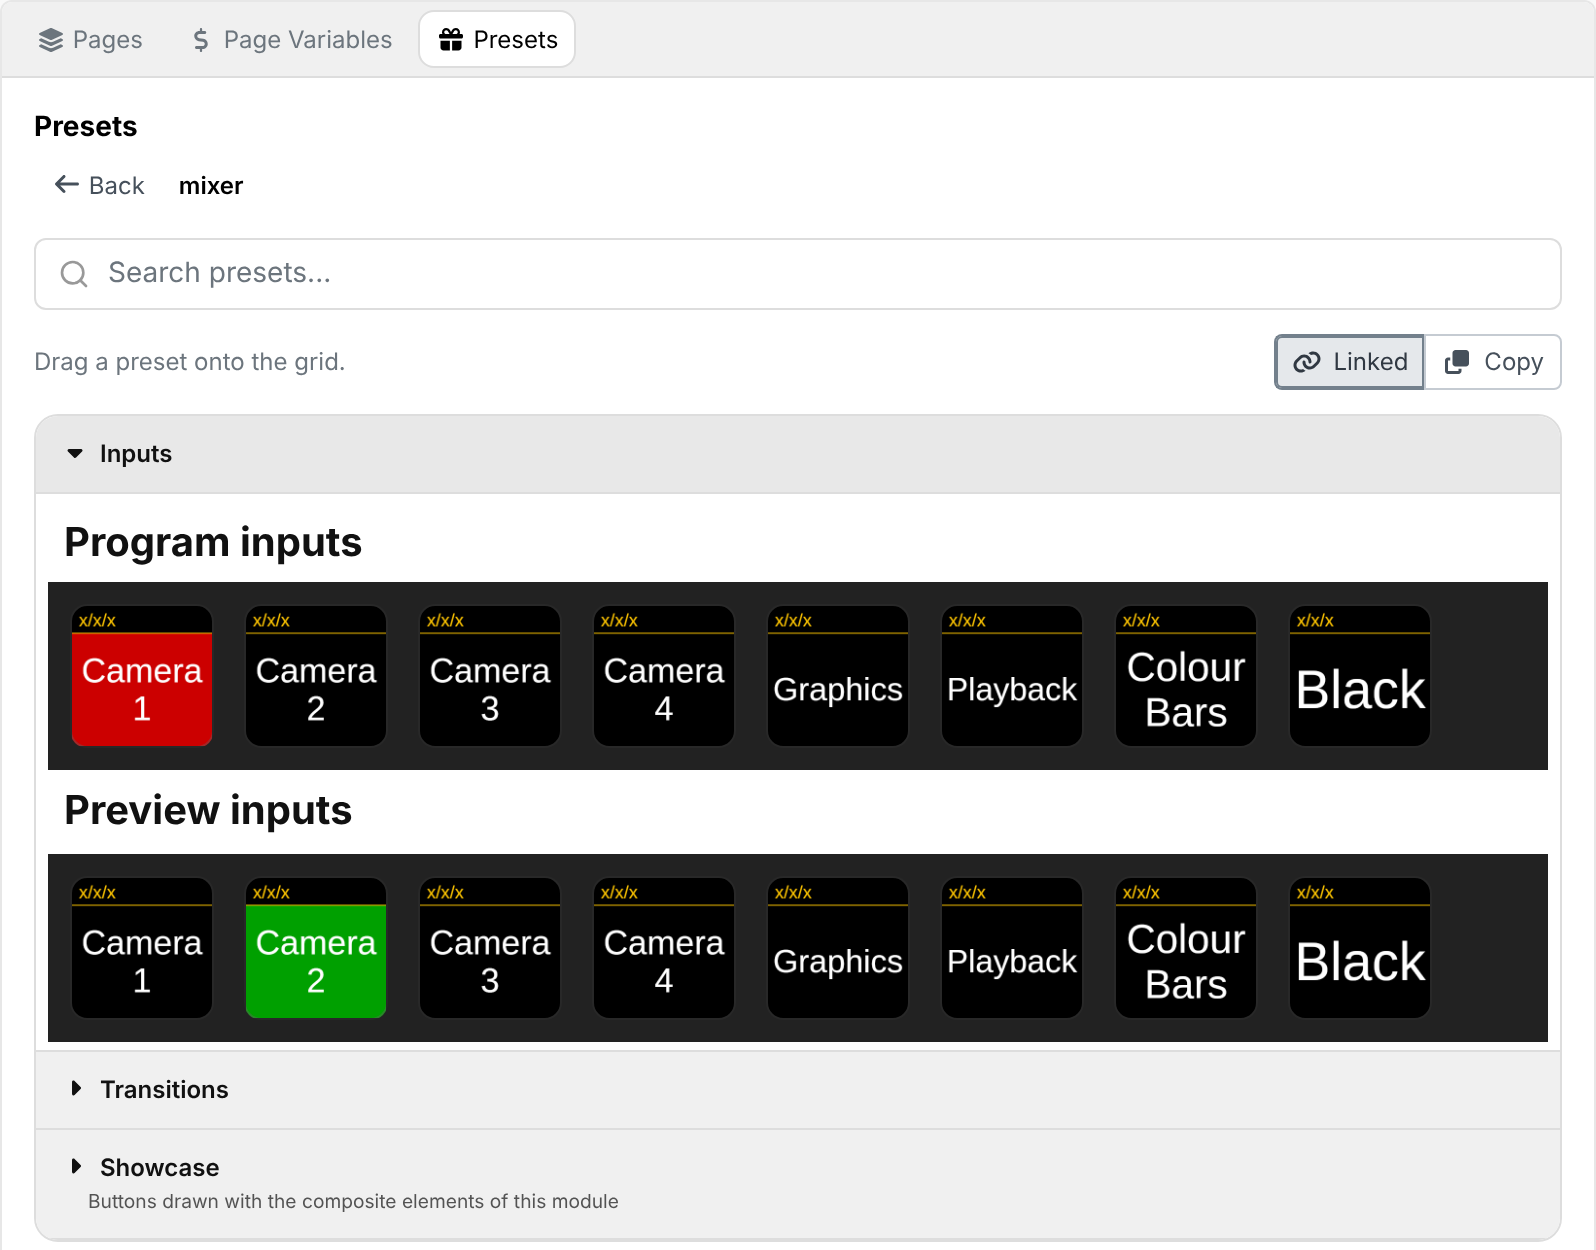 Pages
Page Variables
Presets
Presets
Back mixer
Search presets...
Drag a preset onto the grid.
Linked
Copy
Inputs
Program inputs
x/x/x
Camera
1
x/x/x
Camera
2
x/x/x
Camera
3
x/x/x
Camera
4
x/x/x
Graphics
x/x/x
Playback
x/x/x
Colour
Bars
x/x/x
Black
Preview inputs
x/x/x
Camera
1
x/x/x
Camera
2
x/x/x
Camera
3
x/x/x
Camera
4
x/x/x
Graphics
x/x/x
Playback
x/x/x
Colour
Bars
x/x/x
Black
Transitions
Showcase
Buttons drawn with the composite elements of this module